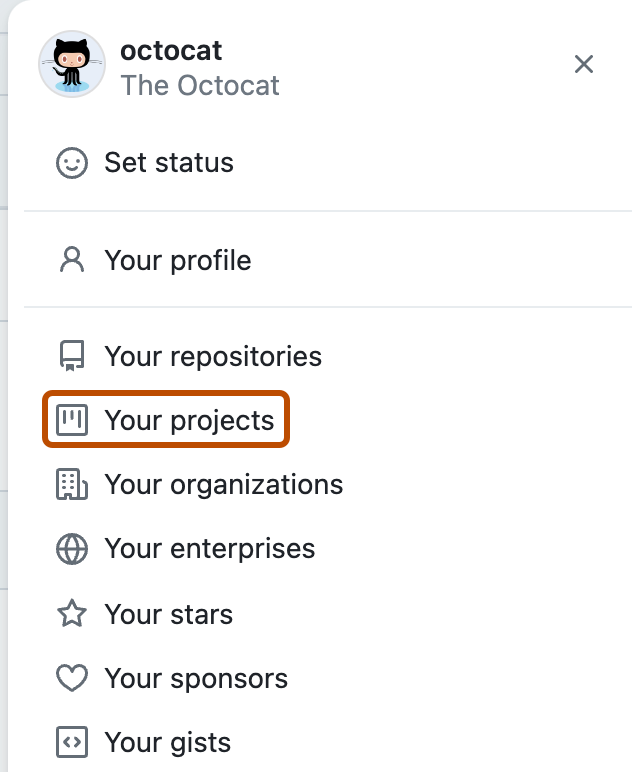 octocat
The Octocat
Set status
Your profile
Your repositories
Your projects
Your organizations
Your enterprises
Your stars
Your sponsors
Your gists